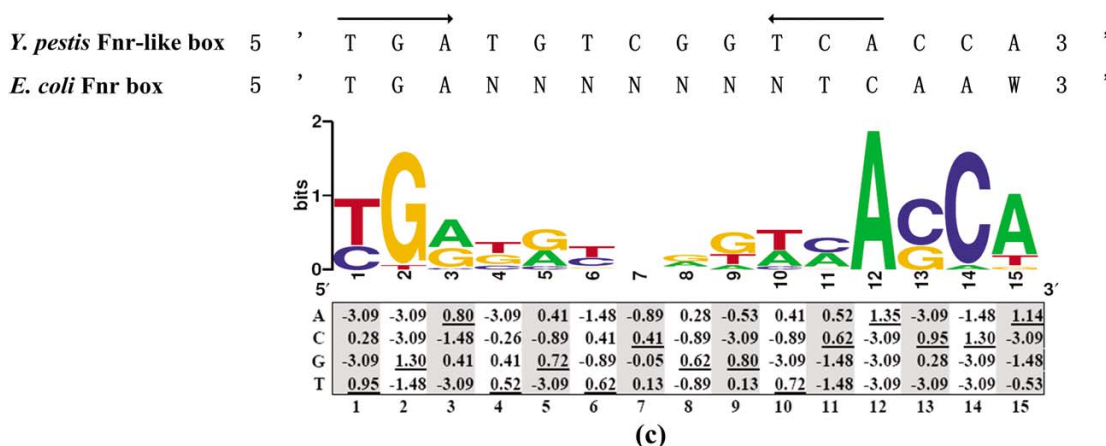 Y. pestis Fnr-like box 5 ' T G A T G T C G G T C A C C A 3 '
E. coli Fnr box 5 ' T G A N N N N N N N T C A A W 3 '
2
1
0
bits
T G A T G T G G T C A C C A
C T G G A C A T A A G A T
C C C A C G
5′ 1 2 3 4 5 6 7 8 9 10 11 12 13 14 15 3′
A -3.09 -3.09 0.80 -3.09 0.41 -1.48 -0.89 0.28 -0.53 0.41 0.52 1.35 -3.09 -1.48 1.14
C 0.28 -3.09 -1.48 -0.26 -0.89 0.41 0.41 -0.89 -3.09 -0.89 0.62 -3.09 0.95 1.30 -3.09
G -3.09 1.30 0.41 0.41 0.72 -0.89 -0.05 0.62 0.80 -3.09 -1.48 -3.09 0.28 -3.09 -1.48
T 0.95 -1.48 -3.09 0.52 -3.09 0.62 0.13 -0.89 0.13 0.72 -1.48 -3.09 -3.09 -3.09 -0.53
1 2 3 4 5 6 7 8 9 10 11 12 13 14 15
(c)